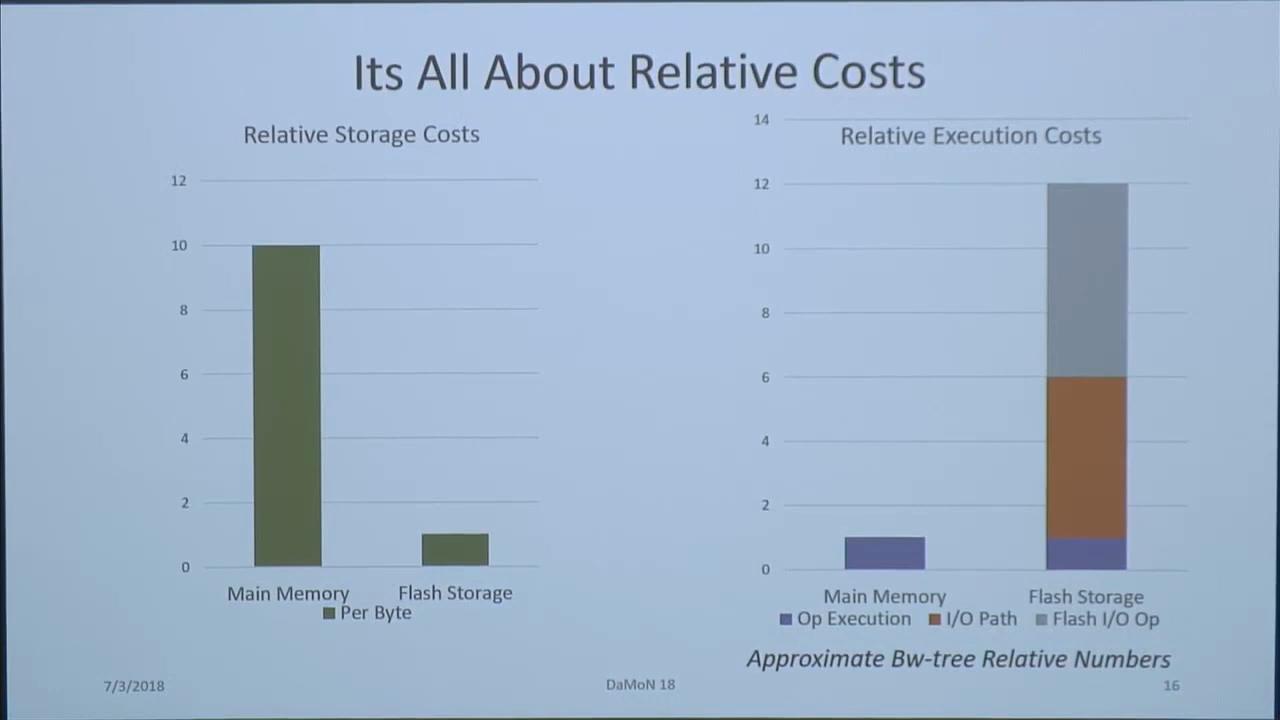 Its All About Relative Costs
Relative Storage Costs
12
10
8
6
4
2
0
Main Memory Flash Storage
Per Byte
14
Relative Execution Costs
12
10
8
6
4
2
0
Main Memory Flash Storage
Op Execution I/O Path Flash I/O Op
Approximate Bw-tree Relative Numbers
7/3/2018 DaMoN 18 16